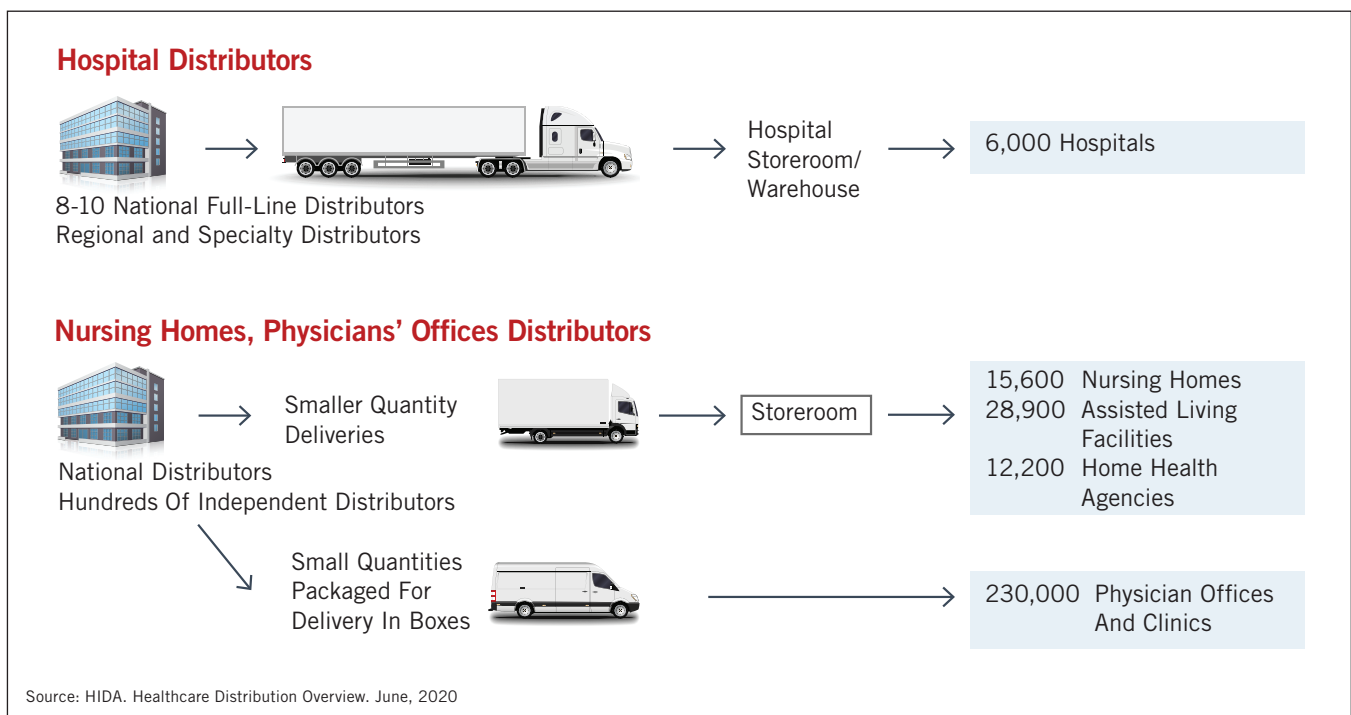 Hospital Distributors
8-10 National Full-Line Distributors
Regional and Specialty Distributors
Hospital
Storeroom/
Warehouse
6,000 Hospitals
Nursing Homes, Physicians’ Offices Distributors
National Distributors
Hundreds Of Independent Distributors
Smaller Quantity
Deliveries
Storeroom
15,600 Nursing Homes
28,900 Assisted Living
Facilities
12,200 Home Health
Agencies
Small Quantities
Packaged For
Delivery In Boxes
230,000 Physician Offices
And Clinics
Source: HIDA. Healthcare Distribution Overview. June, 2020